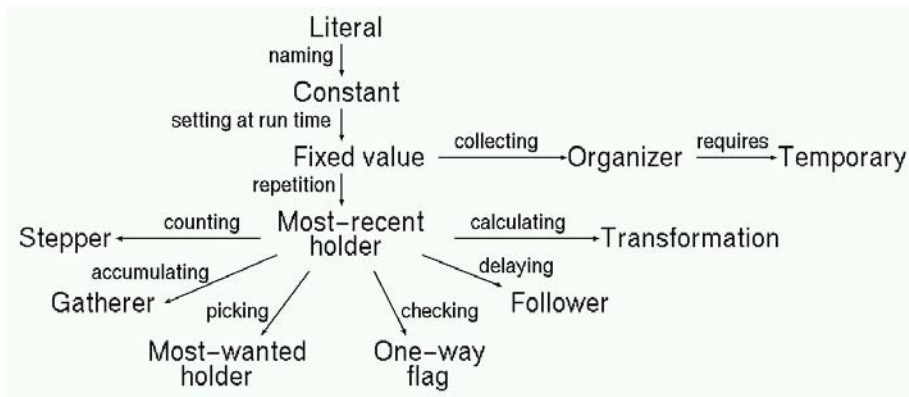 Literal
naming
Constant
setting at run time
Fixed value
collecting
Organizer
requires
Temporary
repetition
Stepper
counting
Most-recent
holder
calculating
Transformation
accumulating
Gatherer
delaying
Follower
picking
checking
Most-wanted
holder
One-way
flag